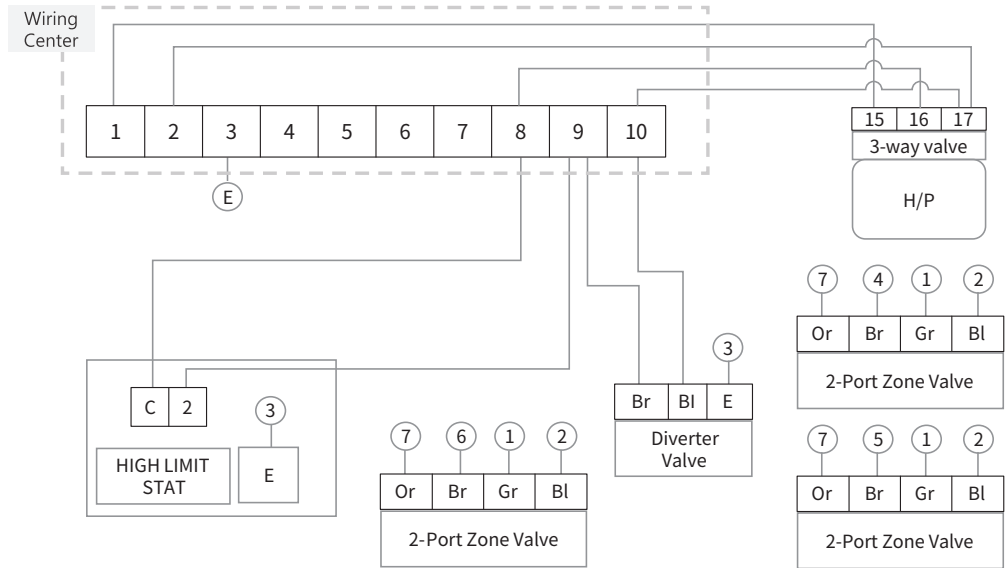 Wiring
Center
1 2 3 4 5 6 7 8 9 10
15 16 17
3-way valve
H/P
E
7 4 1 2
Or Br Gr Bl
2-Port Zone Valve
3
Br Bl E
Diverter
Valve
C 2
3
HIGH LIMIT
STAT
E
7 6 1 2
Or Br Gr Bl
2-Port Zone Valve
7 5 1 2
Or Br Gr Bl
2-Port Zone Valve